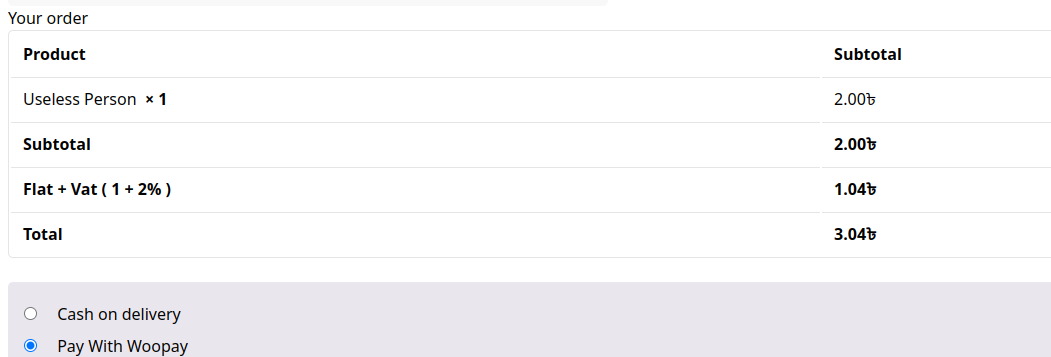 Your order
Product Subtotal
Useless Person × 1 2.00৳
Subtotal 2.00৳
Flat + Vat ( 1 + 2% ) 1.04৳
Total 3.04৳
Cash on delivery
Pay With Woopay